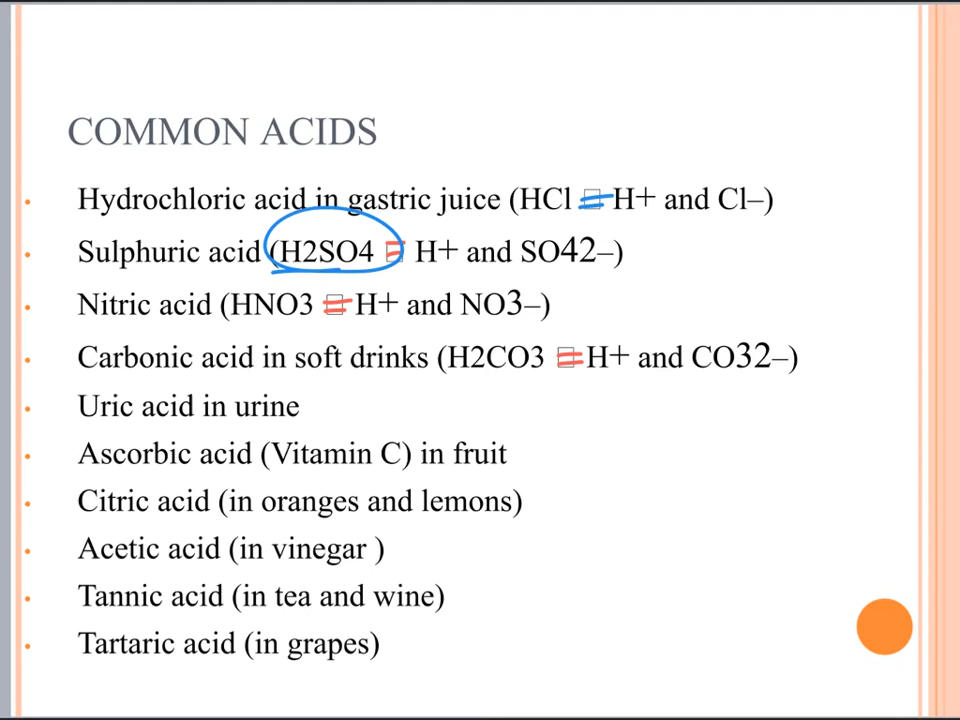 COMMON ACIDS
• Hydrochloric acid in gastric juice (HCl = H+ and Cl–)
• Sulphuric acid (H2SO4 = H+ and SO42–)
• Nitric acid (HNO3 = H+ and NO3–)
• Carbonic acid in soft drinks (H2CO3 = H+ and CO32–)
• Uric acid in urine
• Ascorbic acid (Vitamin C) in fruit
• Citric acid (in oranges and lemons)
• Acetic acid (in vinegar )
• Tannic acid (in tea and wine)
• Tartaric acid (in grapes)